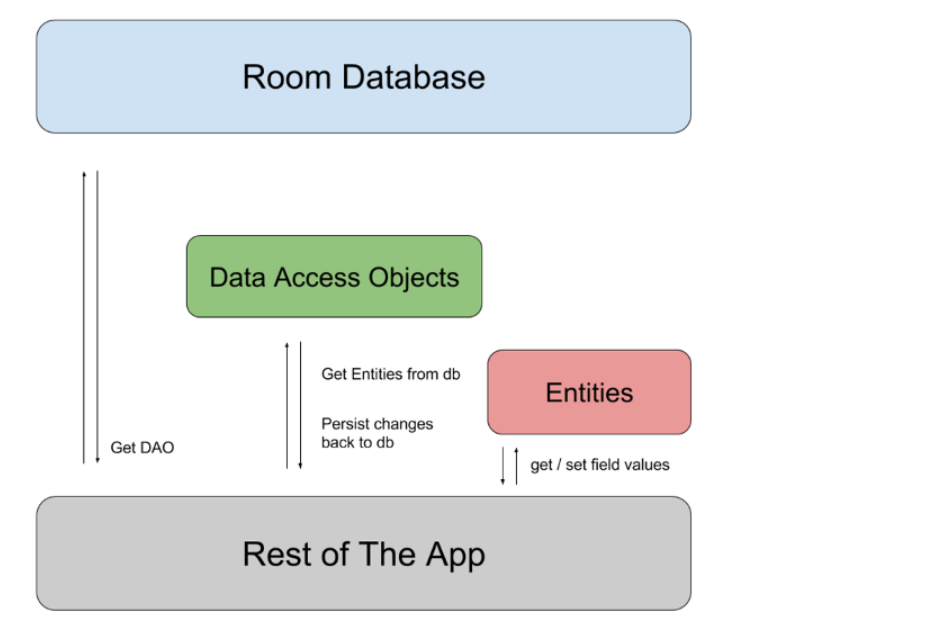 Room Database
Data Access Objects
Get Entities from db
Entities
Persist changes
back to db
Get DAO
get / set field values
Rest of The App